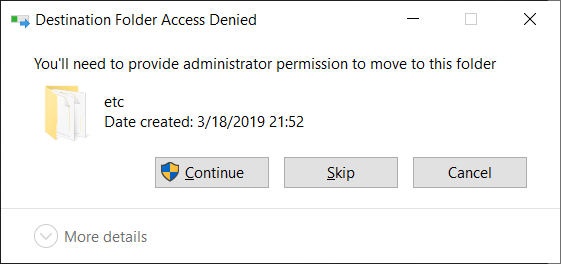 Destination Folder Access Denied
You'll need to provide administrator permission to move to this folder
etc
Date created: 3/18/2019 21:52
Continue Skip Cancel
More details